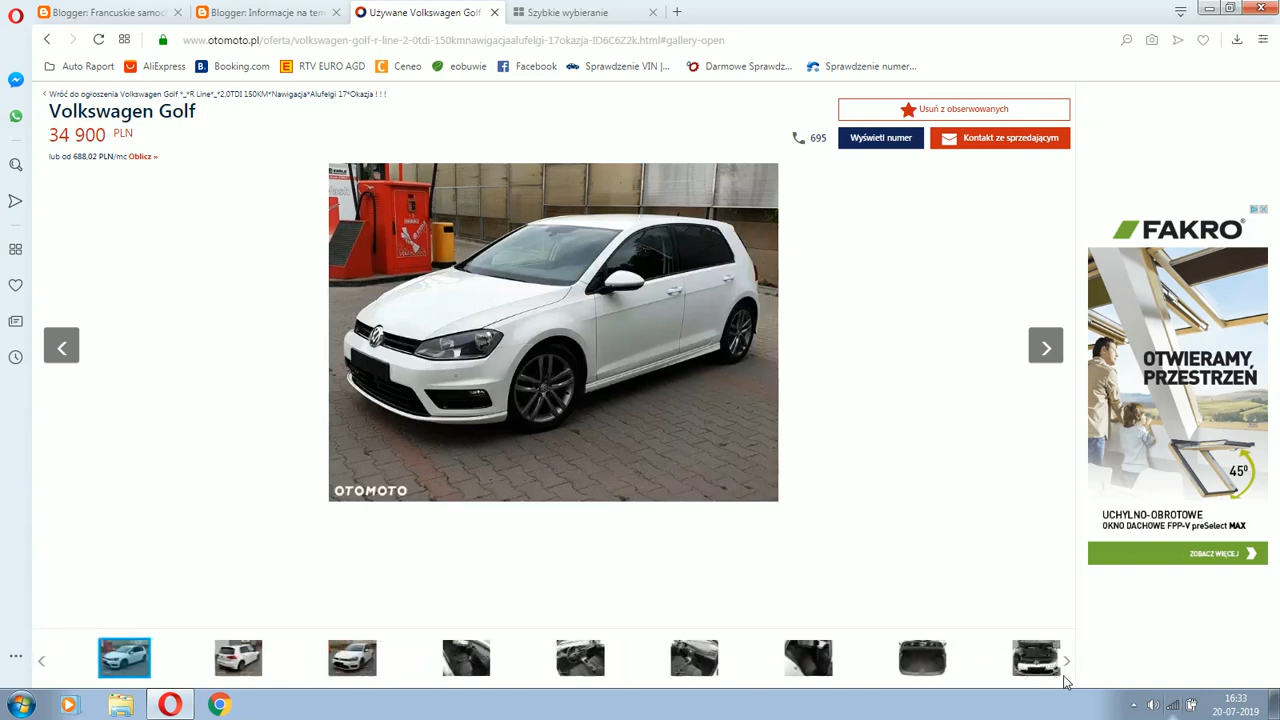 Blogger: Francuskie samoc
Blogger: Informacje na tem
Używane Volkswagen Golf
Szybkie wybieranie
www.otomoto.pl/oferta/volkswagen-golf-r-line-2-0tdi-150kmnawigacjaalufelgi-17okazja-ID6C6Z2k.html#gallery-open
Auto Raport
AliExpress
Booking.com
RTV EURO AGD
Ceneo
eobuwie
Facebook
Sprawdzenie VIN |...
Darmowe Sprawdz...
Sprawdzenie numer...
Wróć do ogłoszenia Volkswagen Golf *_*R Line*_*2.0TDI 150KM*Nawigacja*Alufelgi 17*Okazja ! ! !
Volkswagen Golf
34 900 PLN
lub od 688,02 PLN/mc Oblicz »
Usuń z obserwowanych
695
Wyświetl numer
Kontakt ze sprzedającym
OTOMOTO
FAKRO
OTWIERAMY,
PRZESTRZEŃ
45°
UCHYLNO-OBROTOWE
OKNO DACHOWE FPP-V preSelect MAX
ZOBACZ WIĘCEJ
16:33
20-07-2019